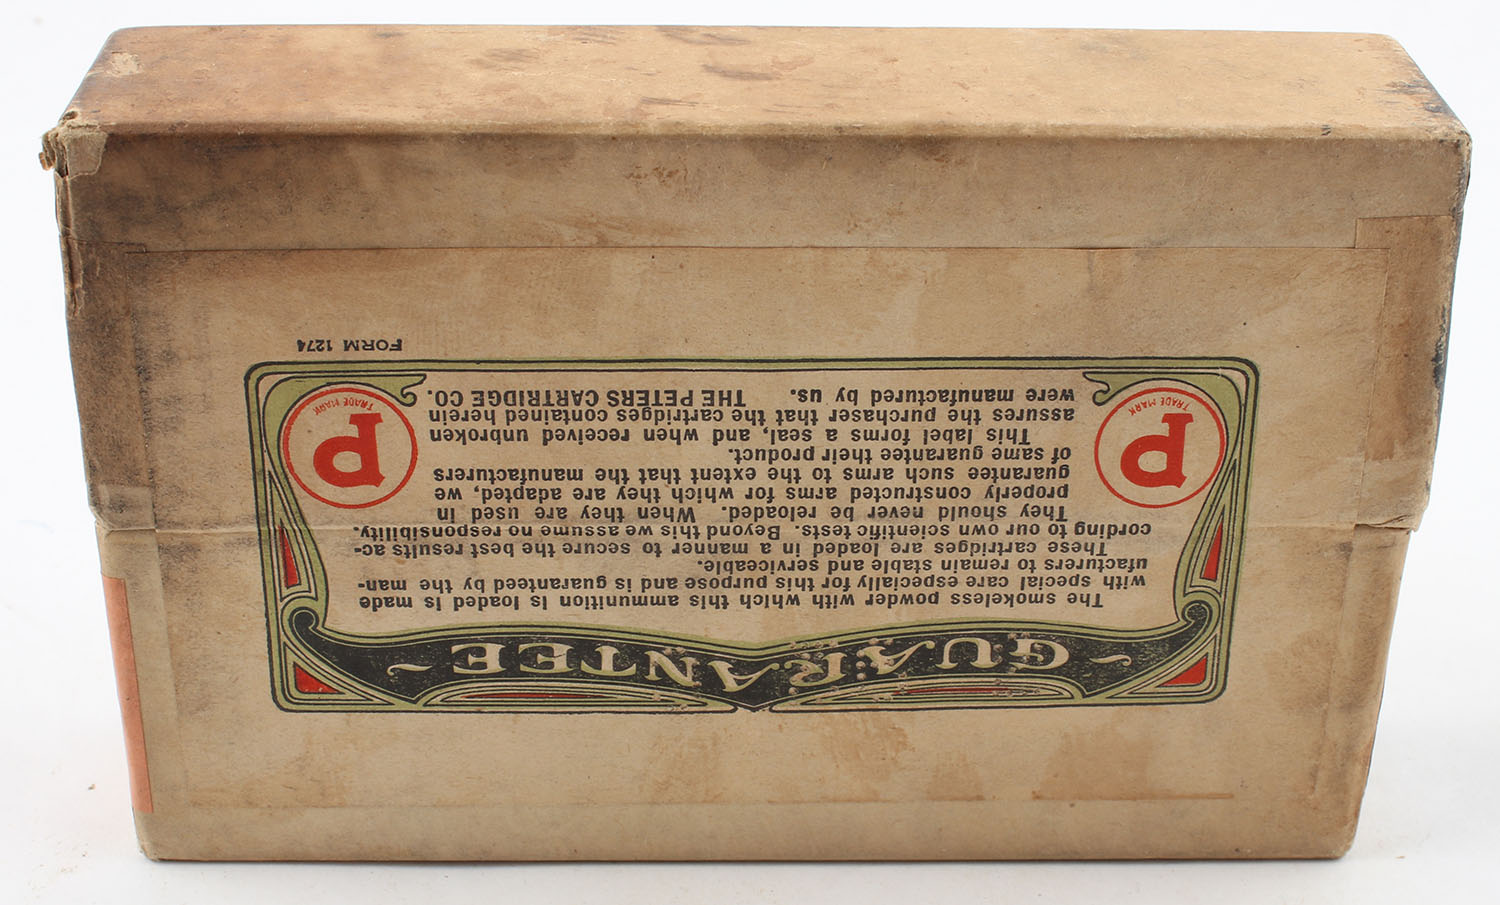 - GUARANTEE -
The smokeless powder with which this ammunition is loaded is made
with special care especially for this purpose and is guaranteed by the man-
ufacturers to remain stable and serviceable.
These cartridges are loaded in a manner to secure the best results ac-
cording to our own scientific tests. Beyond this we assume no responsibility.
They should never be reloaded. When they are used in
properly constructed arms for which they are adapted, we
guarantee such arms to the extent that the manufacturers
of same guarantee their product.
This label forms a seal, and when received unbroken
assures the purchaser that the cartridges contained herein
were manufactured by us. THE PETERS CARTRIDGE CO.
P
TRADE MARK
P
TRADE MARK
FORM 1274